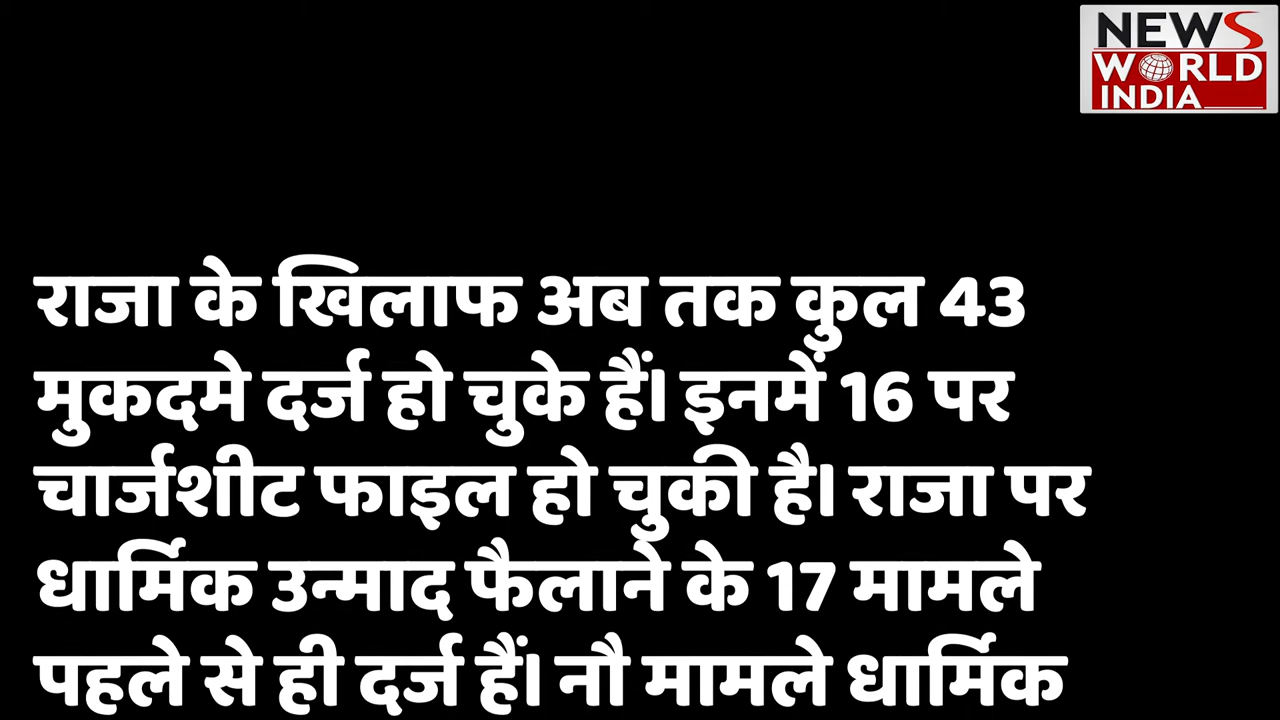 NEWS
WORLD
INDIA
राजा के खिलाफ अब तक कुल 43
मुकदमे दर्ज हो चुके हैं। इनमें 16 पर
चार्जशीट फाइल हो चुकी है। राजा पर
धार्मिक उन्माद फैलाने के 17 मामले
पहले से ही दर्ज हैं। नौ मामले धार्मिक